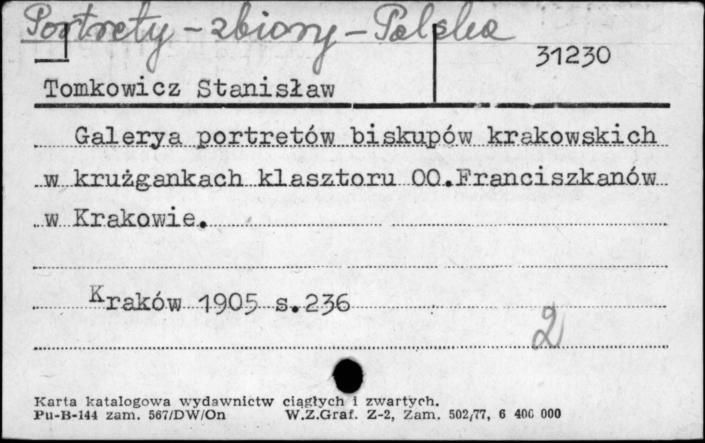 Portrety - zbiory - Polska
31230
Tomkowicz Stanisław
Galerya portretów biskupów krakowskich
w krużgankach klasztoru OO.Franciszkanów
w Krakowie.
Kraków 1905 s.236
2
Karta katalogowa wydawnictw ciągłych i zwartych.
Pu-B-144 zam. 567/DW/On W.Z.Graf. Z-2, Zam. 502/77, 6 400 000